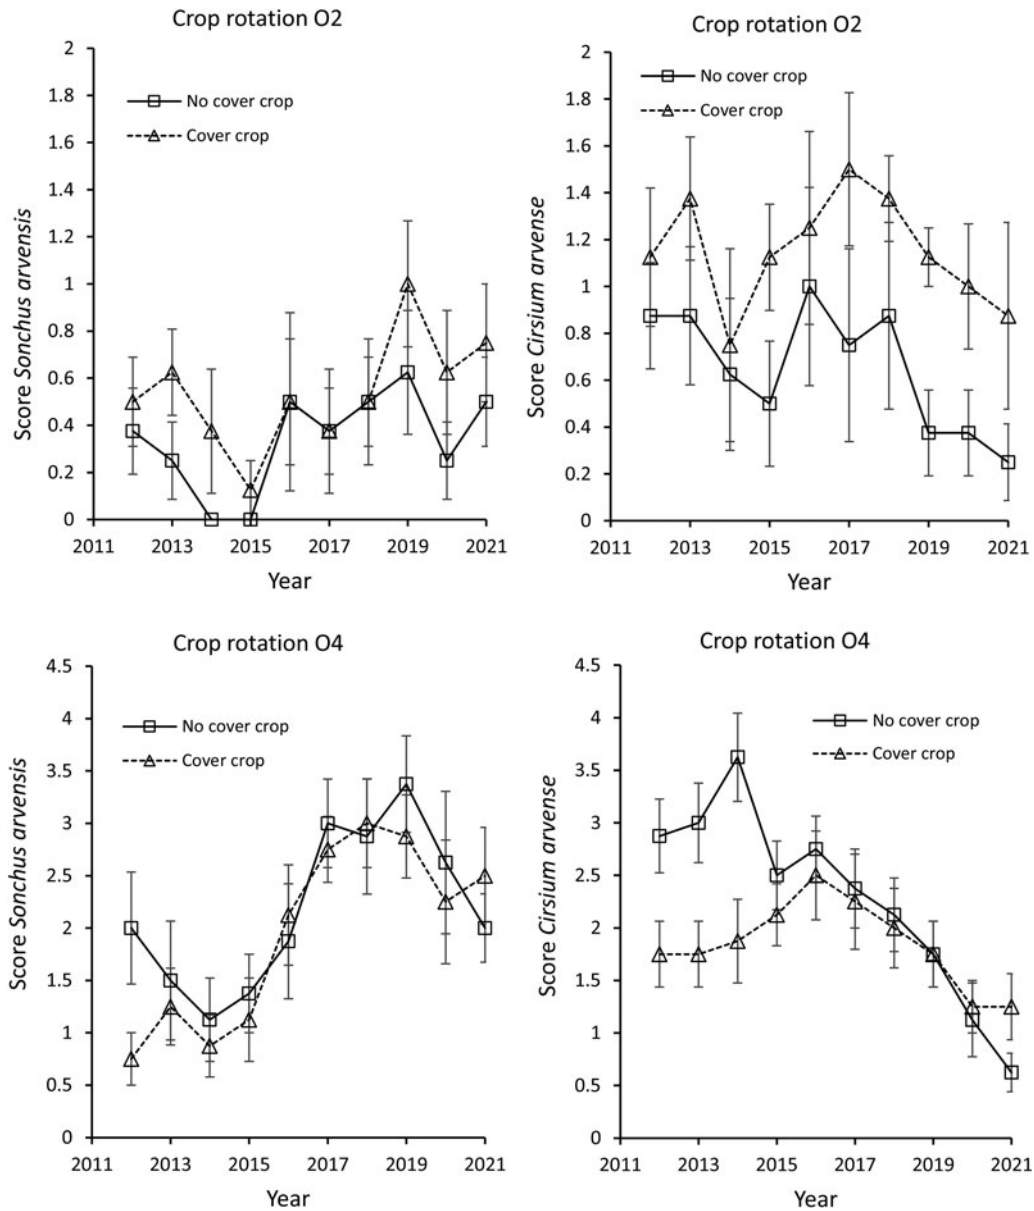 Crop rotation O2
2
1.8
1.6
1.4
1.2
1
0.8
0.6
0.4
0.2
0
Score Sonchus arvensis
No cover crop
Cover crop
2011 2013 2015 2017 2019 2021
Year
Crop rotation O2
2
1.8
1.6
1.4
1.2
1
0.8
0.6
0.4
0.2
0
Score Cirsium arvense
No cover crop
Cover crop
2011 2013 2015 2017 2019 2021
Year
Crop rotation O4
4.5
4
3.5
3
2.5
2
1.5
1
0.5
0
Score Sonchus arvensis
No cover crop
Cover crop
2011 2013 2015 2017 2019 2021
Year
Crop rotation O4
4.5
4
3.5
3
2.5
2
1.5
1
0.5
0
Score Cirsium arvense
No cover crop
Cover crop
2011 2013 2015 2017 2019 2021
Year